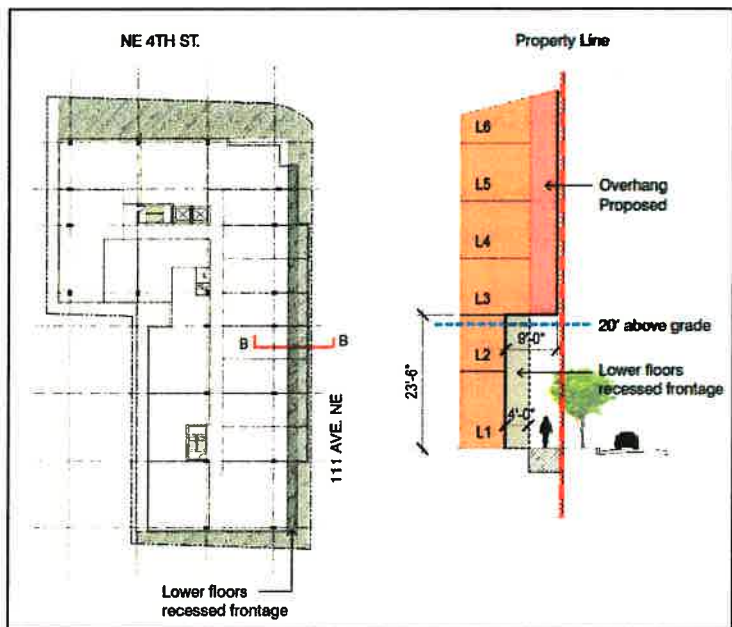 NE 4TH ST.
B
B
111 AVE. NE
Lower floors
recessed frontage
Property Line
L6
L5
L4
L3
L2
L1
Overhang
Proposed
20' above grade
9'-0"
Lower floors
recessed frontage
4'-0"
23'-6"